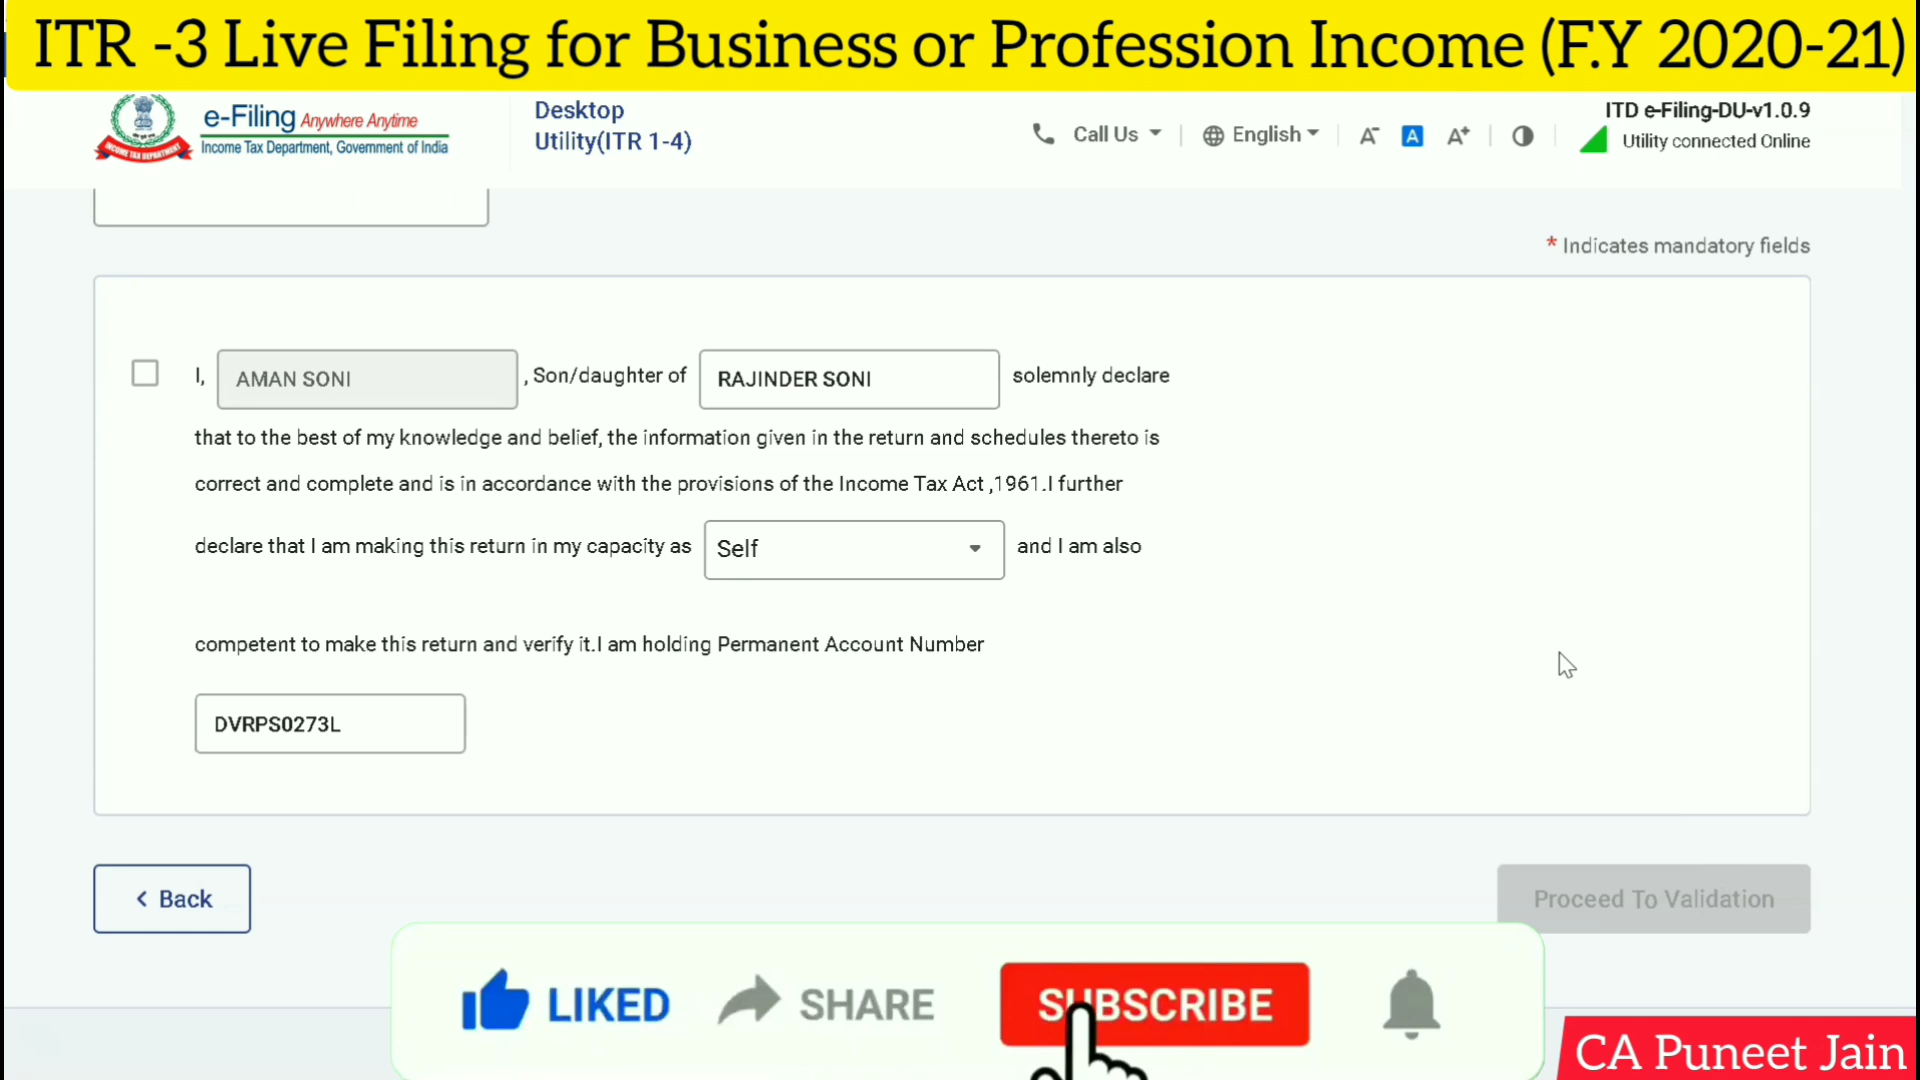 ITR -3 Live Filing for Business or Profession Income (F.Y 2020-21)
e-Filing Anywhere Anytime
Income Tax Department, Government of India
INCOME TAX DEPARTMENT
Desktop
Utility(ITR 1-4)
Call Us
English
A-
A
A+
ITD e-Filing-DU-v1.0.9
Utility connected Online
* Indicates mandatory fields
I, AMAN SONI , Son/daughter of RAJINDER SONI solemnly declare
that to the best of my knowledge and belief, the information given in the return and schedules thereto is
correct and complete and is in accordance with the provisions of the Income Tax Act ,1961.I further
declare that I am making this return in my capacity as Self and I am also
competent to make this return and verify it.I am holding Permanent Account Number
DVRPS0273L
< Back
Proceed To Validation
LIKED
SHARE
SUBSCRIBE
CA Puneet Jain